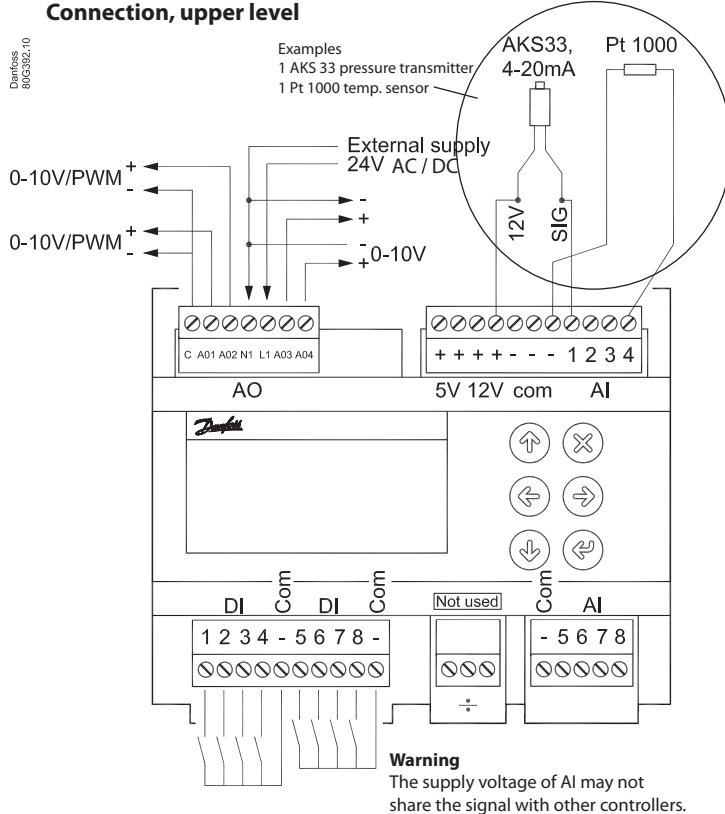 Connection, upper level
Danfoss
80G392.10
Examples
1 AKS 33 pressure transmitter
1 Pt 1000 temp. sensor
AKS33,
4-20mA
Pt 1000
External supply
24V AC / DC
0-10V/PWM + -
0-10V/PWM + -
- +
- + 0-10V
12V
SIG
C A01 A02 N1 L1 A03 A04
+ + + + - - - 1 2 3 4
AO
5V 12V com AI
Danfoss
DI Com DI Com
Not used
Com AI
1 2 3 4 - 5 6 7 8 -
- 5 6 7 8
÷
Warning
The supply voltage of AI may not
share the signal with other controllers.